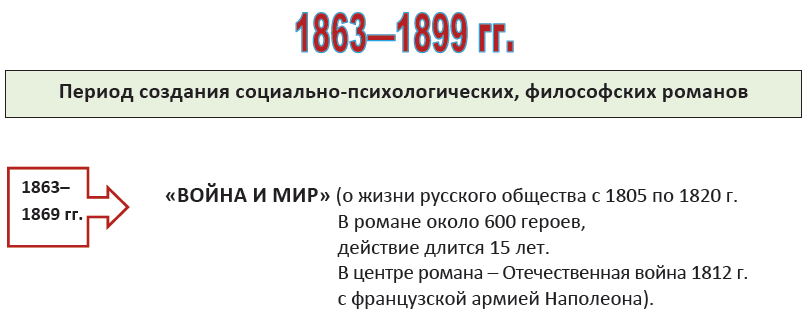 1863—1899 гг.
Период создания социально-психологических, философских романов
1863–
1869 гг.
«ВОЙНА И МИР» (о жизни русского общества с 1805 по 1820 г.
В романе около 600 героев,
действие длится 15 лет.
В центре романа – Отечественная война 1812 г.
с французской армией Наполеона).